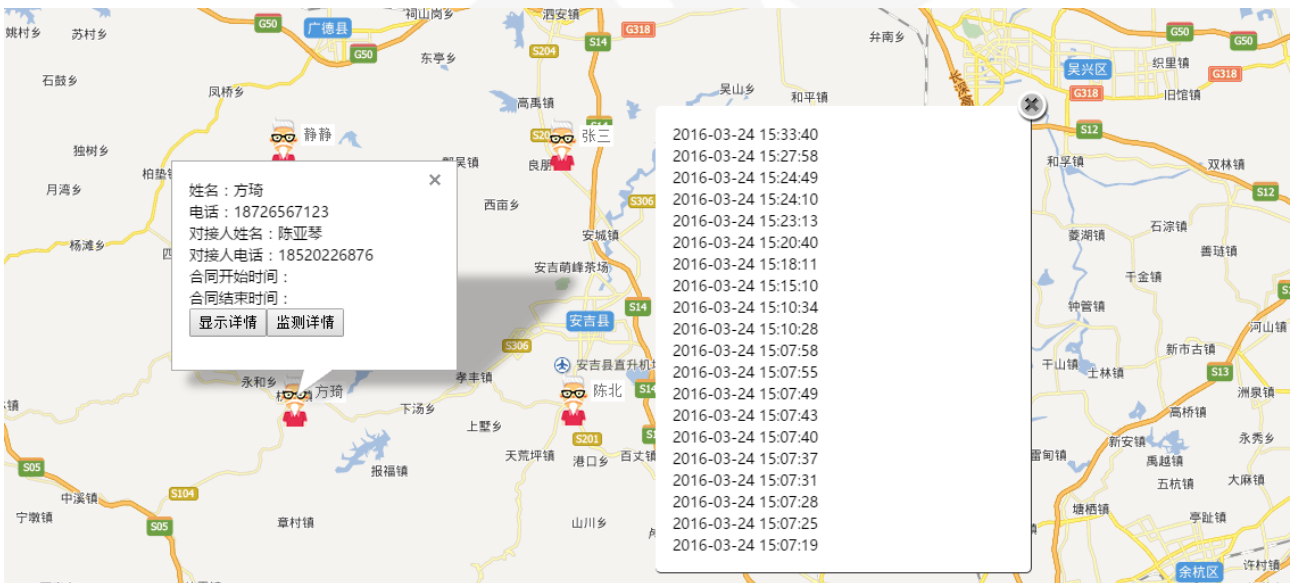 姚村乡
苏村乡
G50
广德县
祠山岗乡
泗安镇
G318
S14
S204
弁南乡
G50
G50
织里镇
G318
吴兴区
G318
旧馆镇
G50
东亭乡
石鼓乡
凤桥乡
高禹镇
吴山乡
和平镇
S12
静静
S14
张三
独树乡
良朋
和孚镇
双林镇
月湾乡
西亩乡
S306
S12
石淙镇
杨滩乡
安城镇
菱湖镇
善琏镇
安吉萌峰茶场
千金镇
S14
钟管镇
安吉县
河山镇
S306
安吉县直升机
新市古镇
干山镇
士林镇
S13
永和乡
孝丰镇
陈北
洲泉镇
方琦
下汤乡
高桥镇
上墅乡
S201
新安镇
永秀乡
天荒坪镇
港口乡
百丈镇
雷甸镇
禹越镇
S05
报福镇
五杭镇
大麻镇
S104
中溪镇
宁墩镇
S05
章村镇
山川乡
塘栖镇
亭趾镇
余杭区
许村镇
姓名：方琦
电话：18726567123
对接人姓名：陈亚琴
对接人电话：18520226876
合同开始时间：
合同结束时间：
显示详情 监测详情
2016-03-24 15:33:40
2016-03-24 15:27:58
2016-03-24 15:24:49
2016-03-24 15:24:10
2016-03-24 15:23:13
2016-03-24 15:20:40
2016-03-24 15:18:11
2016-03-24 15:15:10
2016-03-24 15:10:34
2016-03-24 15:10:28
2016-03-24 15:07:58
2016-03-24 15:07:55
2016-03-24 15:07:49
2016-03-24 15:07:43
2016-03-24 15:07:40
2016-03-24 15:07:37
2016-03-24 15:07:31
2016-03-24 15:07:28
2016-03-24 15:07:25
2016-03-24 15:07:19